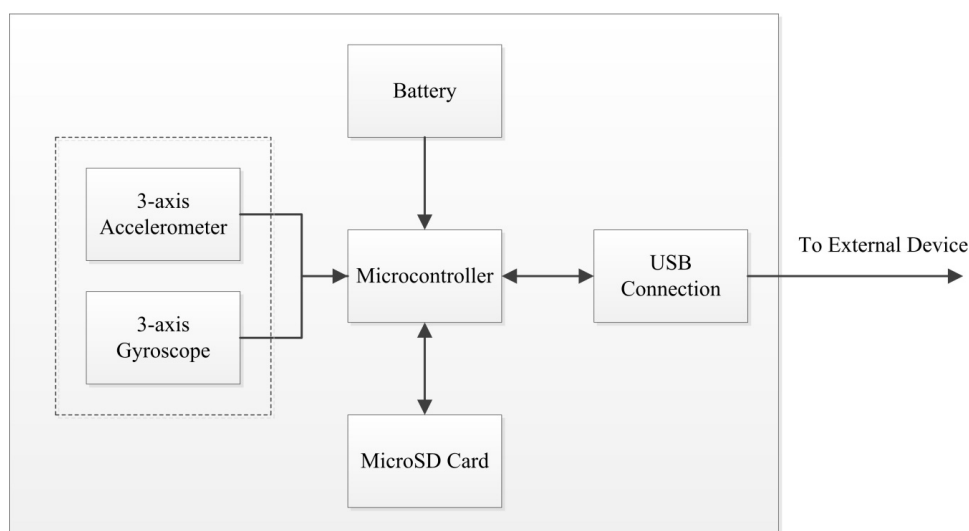 Battery
3-axis
Accelerometer
3-axis
Gyroscope
Microcontroller
USB
Connection
To External Device
MicroSD Card